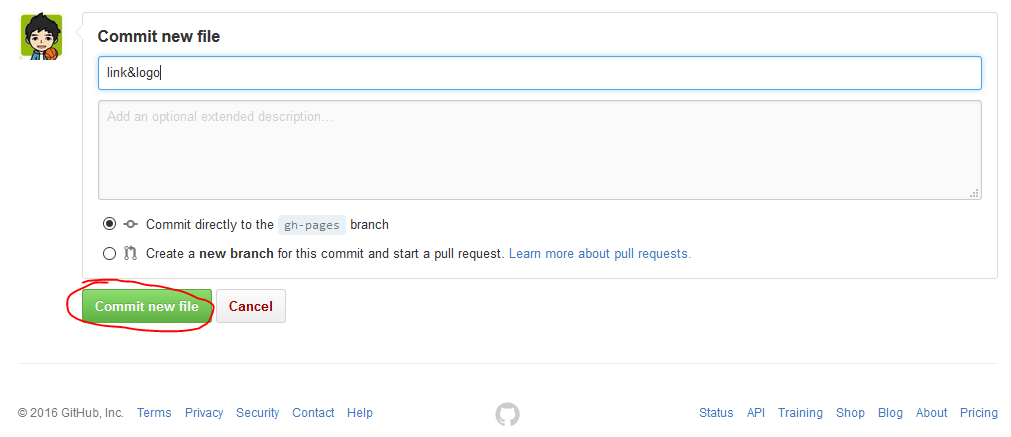 Commit new file
link&logo
Add an optional extended description...
Commit directly to the gh-pages branch
Create a new branch for this commit and start a pull request. Learn more about pull requests.
Commit new file Cancel
© 2016 GitHub, Inc. Terms Privacy Security Contact Help Status API Training Shop Blog About Pricing